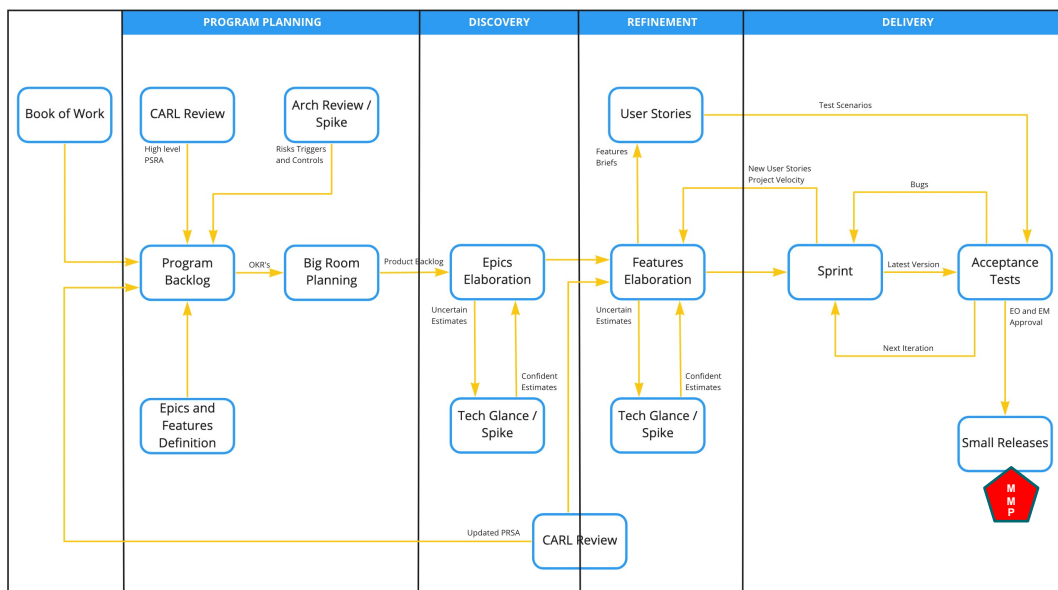 PROGRAM PLANNING
DISCOVERY
REFINEMENT
DELIVERY
Book of Work
CARL Review
Arch Review /
Spike
User Stories
Test Scenarios
High level
PSRA
Risks Triggers
and Controls
Features
Briefs
New User Stories
Project Velocity
Bugs
Program
Backlog
OKR's
Big Room
Planning
Product Backlog
Epics
Elaboration
Features
Elaboration
Sprint
Latest Version
Acceptance
Tests
Uncertain
Estimates
Uncertain
Estimates
EO and EM
Approval
Next Iteration
Confident
Estimates
Confident
Estimates
Epics and
Features
Definition
Tech Glance /
Spike
Tech Glance /
Spike
Small Releases
M
M
P
Updated PRSA
CARL Review